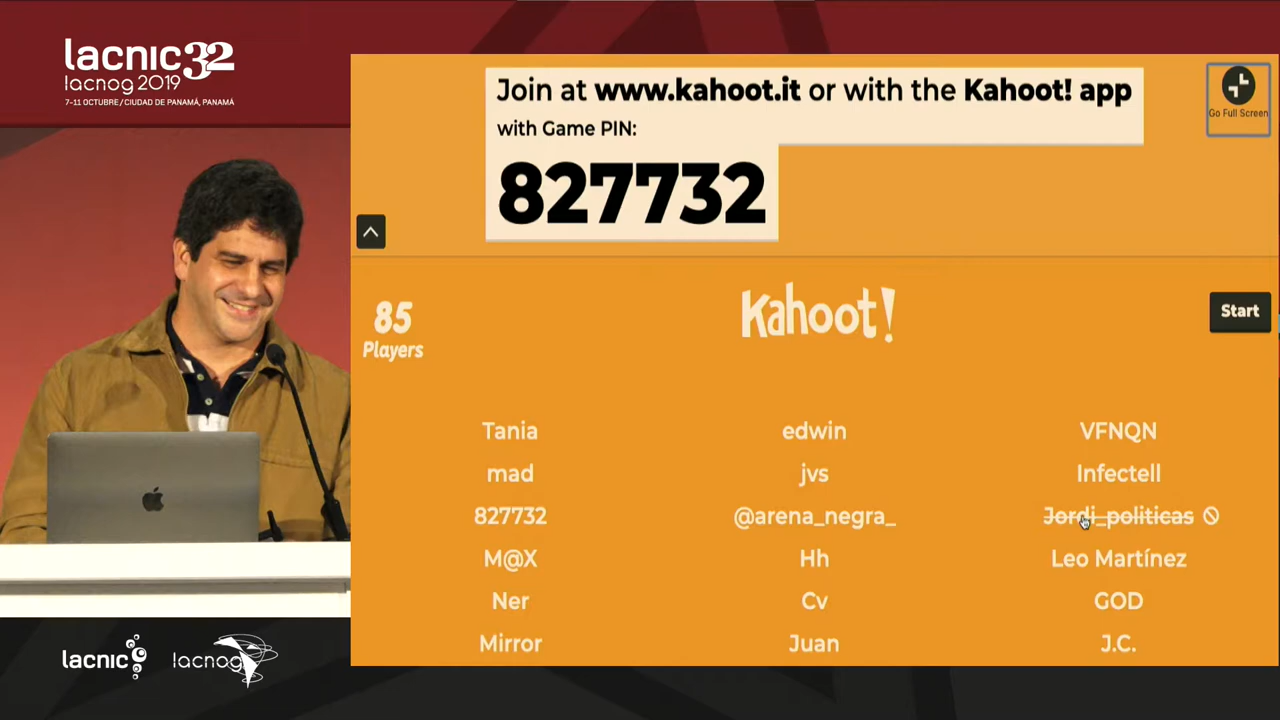 lacnic32
lacnog 2019
7-11 OCTUBRE / CIUDAD DE PANAMÁ, PANAMÁ
Join at www.kahoot.it or with the Kahoot! app
with Game PIN:
827732
Go Full Screen
85
Players
Kahoot!
Start
Tania edwin VFNQN
mad jvs Infectell
827732 @arena_negra_ Jordi_politicas
M@X Hh Leo Martínez
Ner Cv GOD
Mirror Juan J.C.
lacnic lacnog